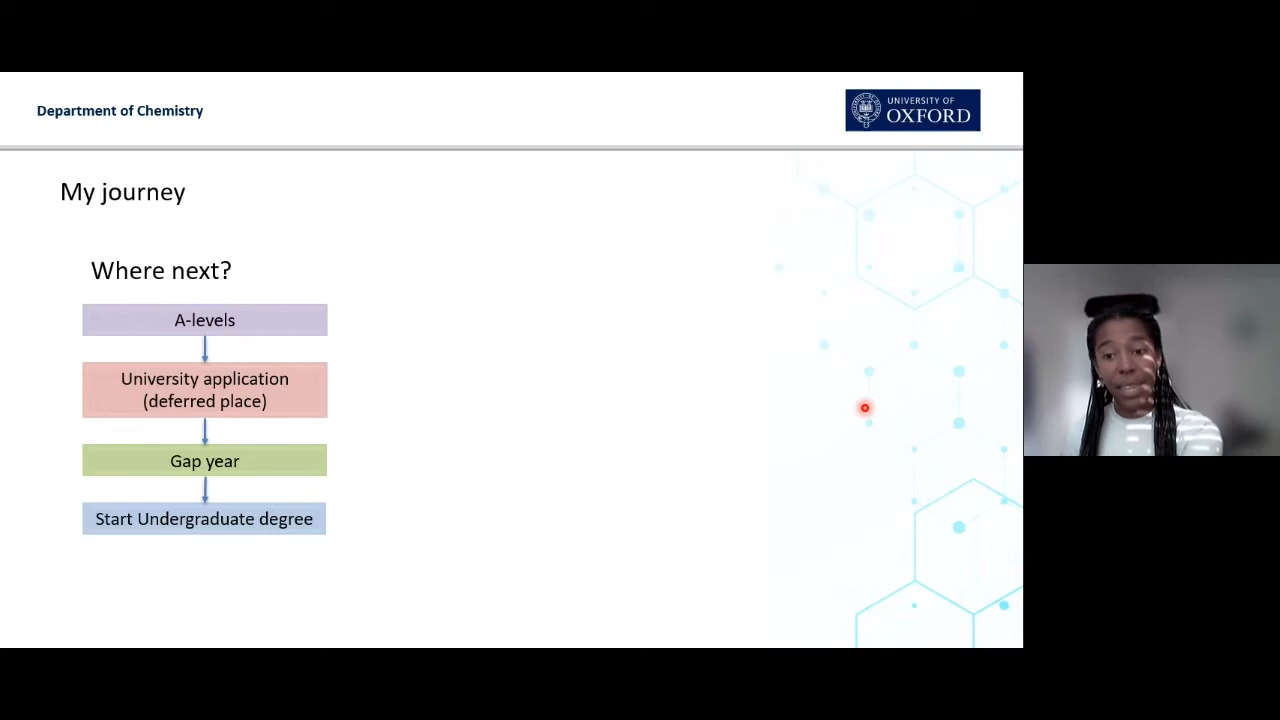 Department of Chemistry
UNIVERSITY OF
OXFORD
My journey
Where next?
A-levels
University application
(deferred place)
Gap year
Start Undergraduate degree